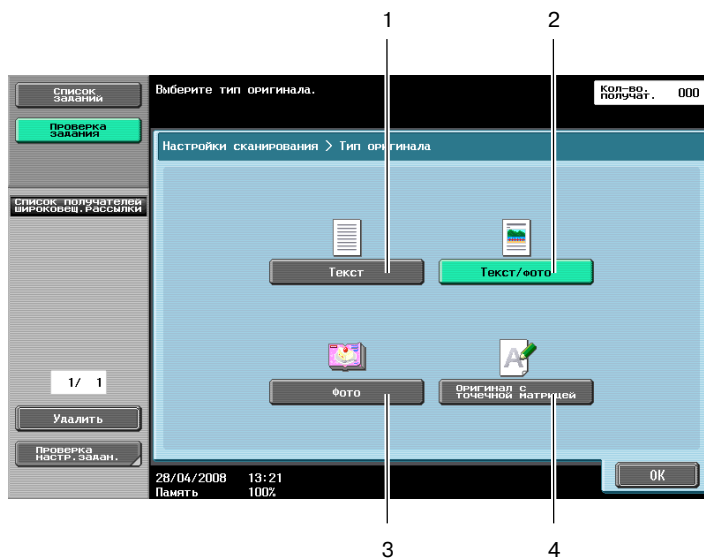 1
2
Список
заданий
Выберите тип оригинала.
Кол-во.
получат.
000
Проверка
задания
Настройки сканирования > Тип оригинала
Список получателей
широковещ.рассылки
Текст
Текст/фото
Фото
Оригинал с
точечной матрицей
1/ 1
Удалить
Проверка
настр.задан.
28/04/2008 13:21
Память 100%
OK
3
4